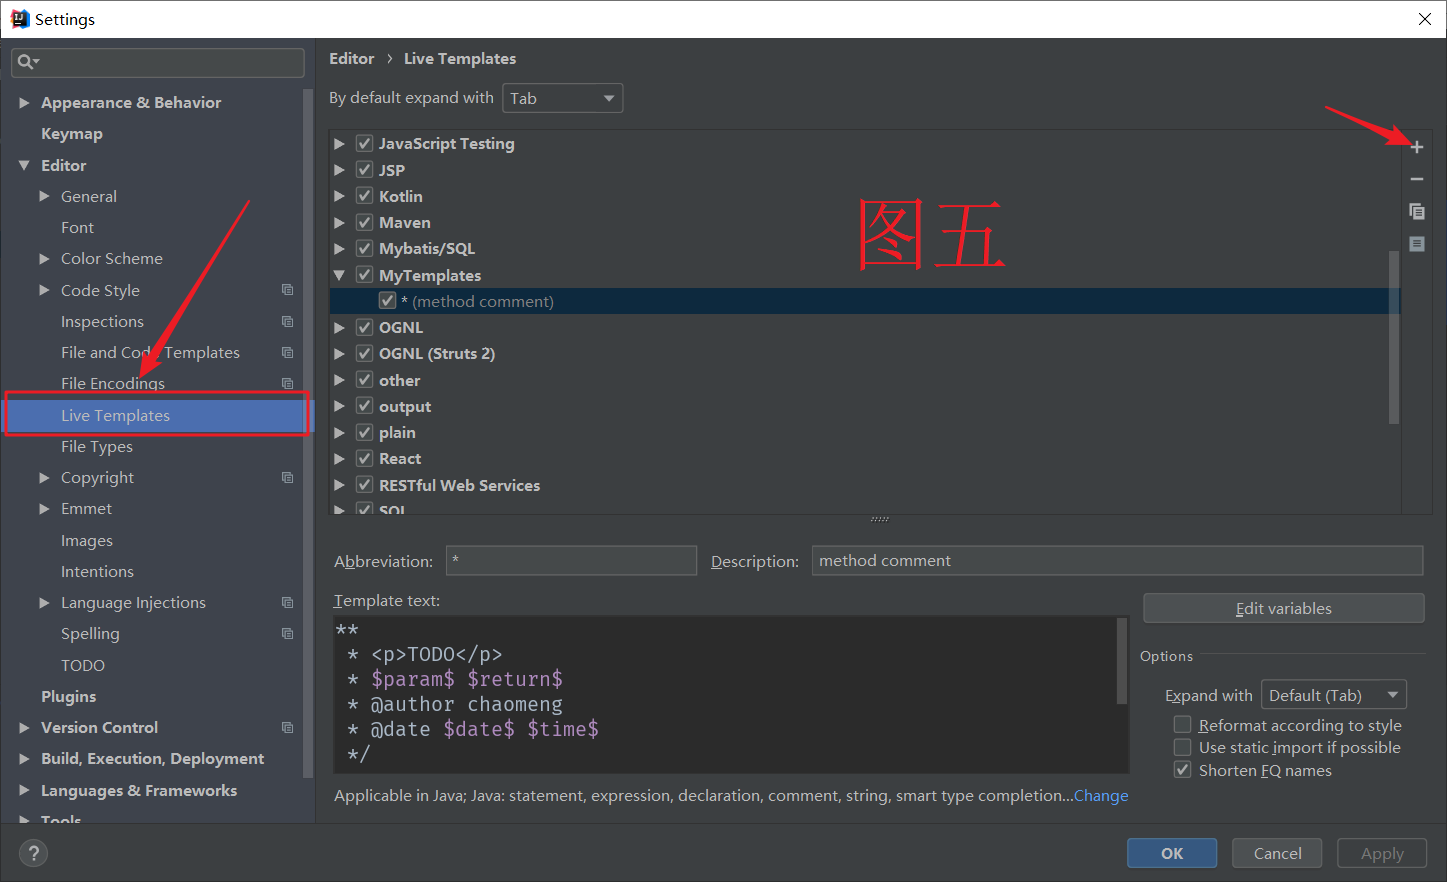 Settings
Appearance & Behavior
Keymap
Editor
General
Font
Color Scheme
Code Style
Inspections
File and Code Templates
File Encodings
Live Templates
File Types
Copyright
Emmet
Images
Intentions
Language Injections
Spelling
TODO
Plugins
Version Control
Build, Execution, Deployment
Languages & Frameworks
Tools
Editor › Live Templates
By default expand with Tab
JavaScript Testing
JSP
Kotlin
Maven
Mybatis/SQL
MyTemplates
* (method comment)
OGNL
OGNL (Struts 2)
other
output
plain
React
RESTful Web Services
SQL
图五
Abbreviation: *
Description: method comment
Template text:
**
* <p>TODO</p>
* $param$ $return$
* @author chaomeng
* @date $date$ $time$
*/
Edit variables
Options
Expand with Default (Tab)
Reformat according to style
Use static import if possible
Shorten FQ names
Applicable in Java; Java: statement, expression, declaration, comment, string, smart type completion...Change
?
OK
Cancel
Apply